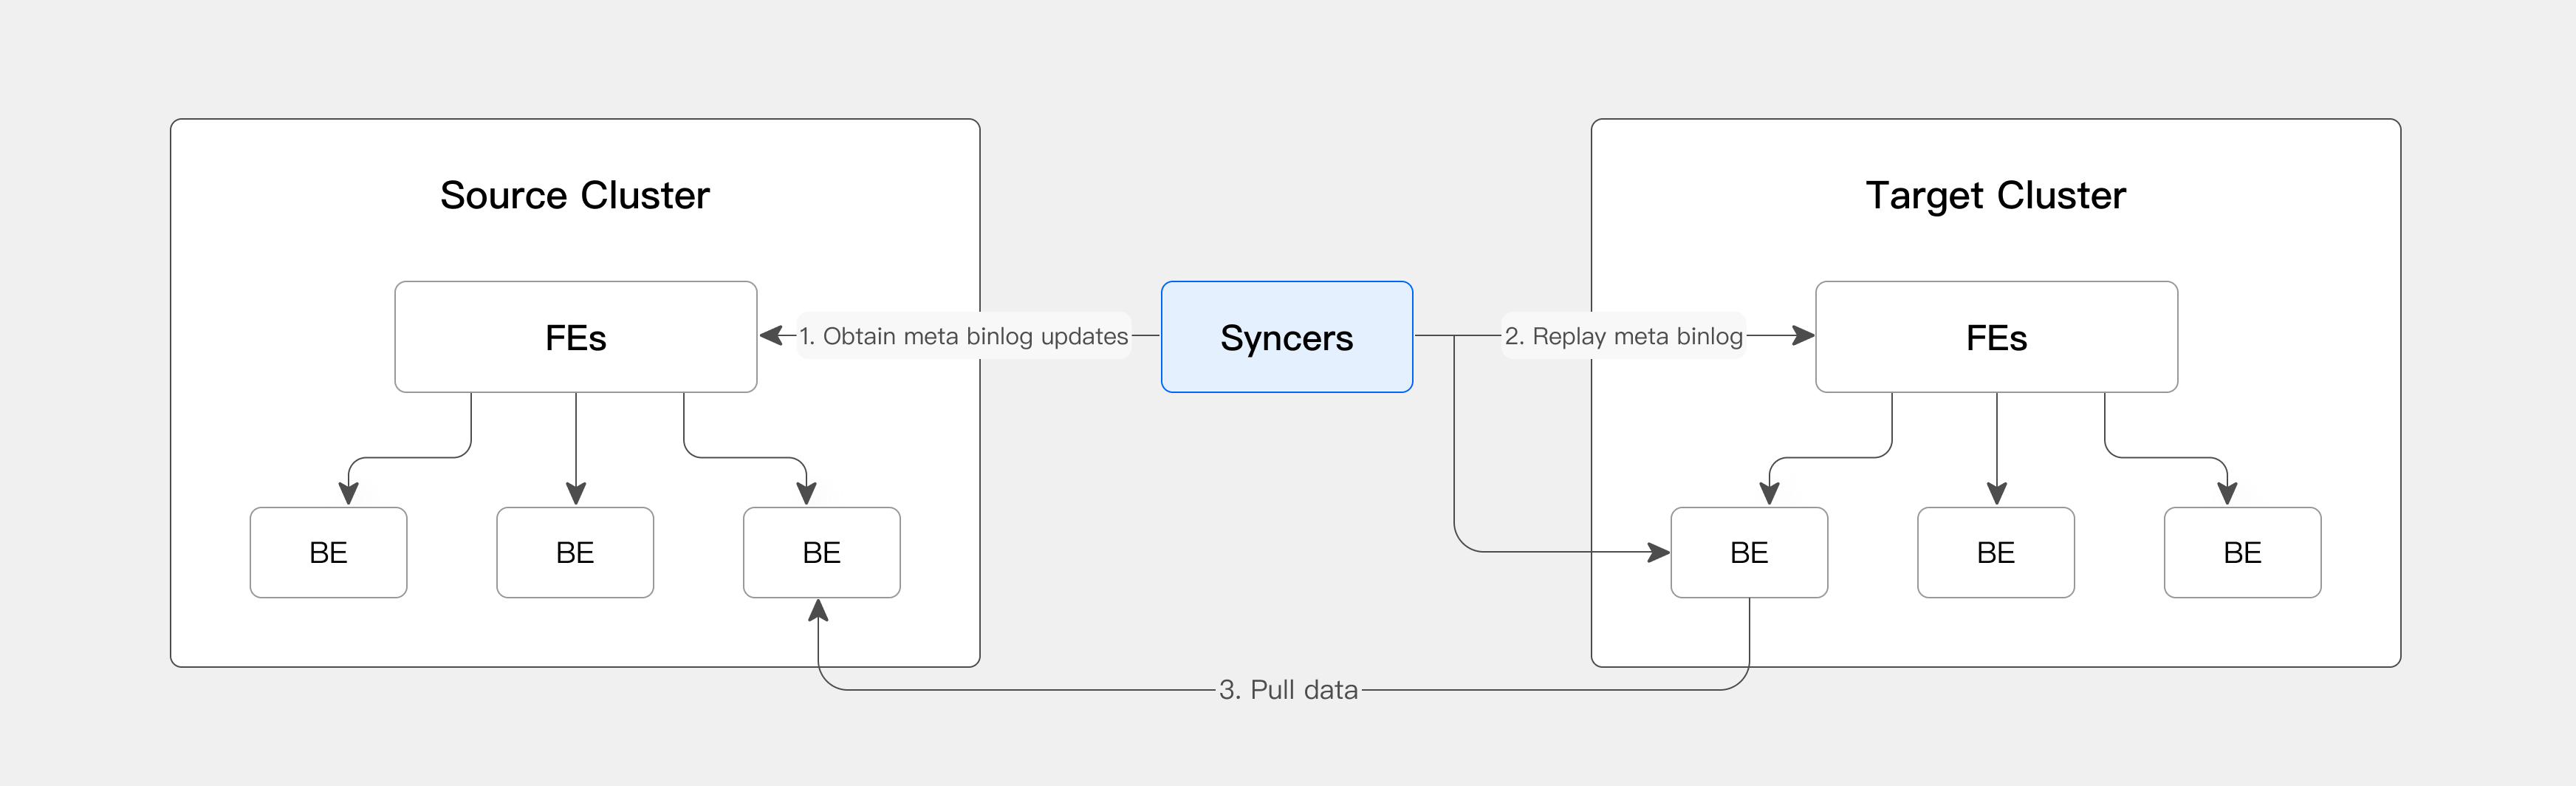 Source Cluster
Target Cluster
FEs
1. Obtain meta binlog updates
Syncers
2. Replay meta binlog
FEs
BE
BE
BE
BE
BE
BE
3. Pull data